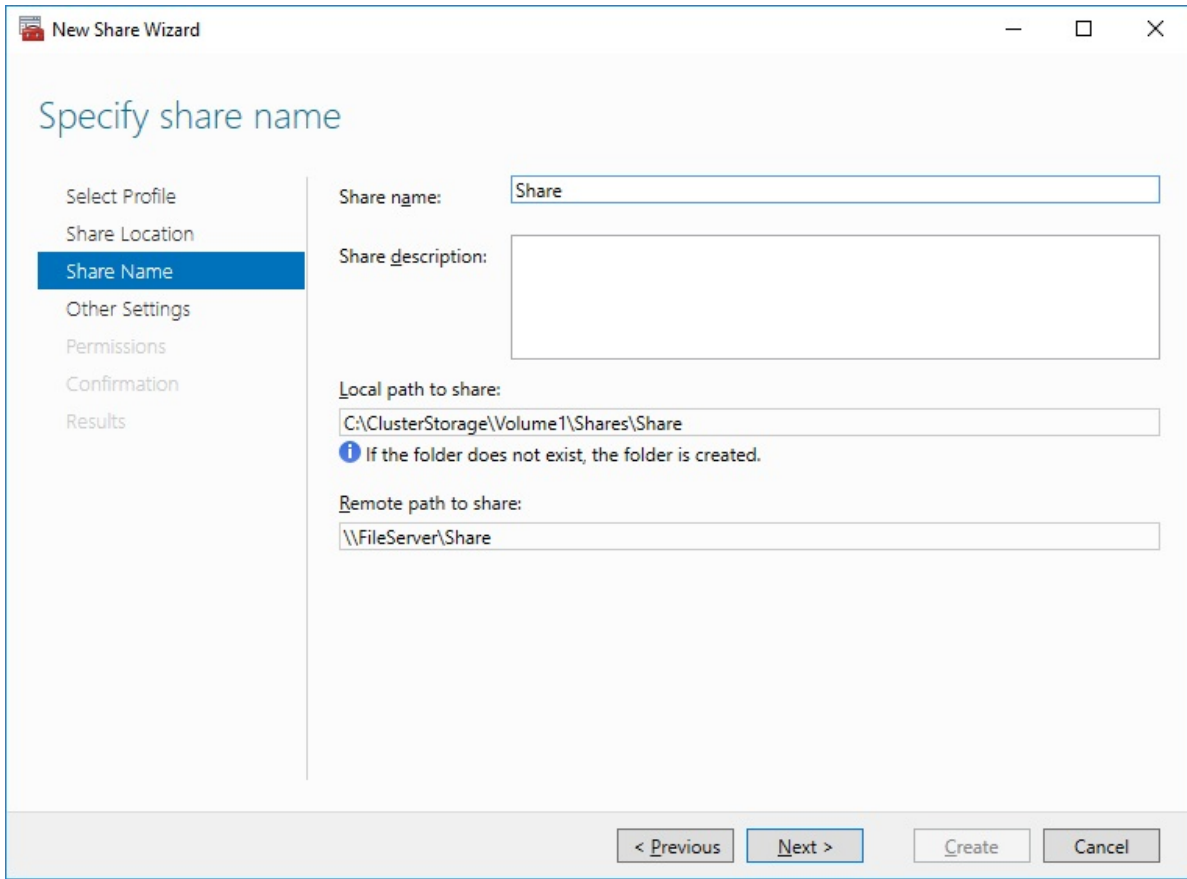 New Share Wizard
Specify share name
Select Profile
Share Location
Share Name
Other Settings
Permissions
Confirmation
Results
Share name:
Share
Share description:
Local path to share:
C:\ClusterStorage\Volume1\Shares\Share
If the folder does not exist, the folder is created.
Remote path to share:
\\FileServer\Share
< Previous
Next >
Create
Cancel